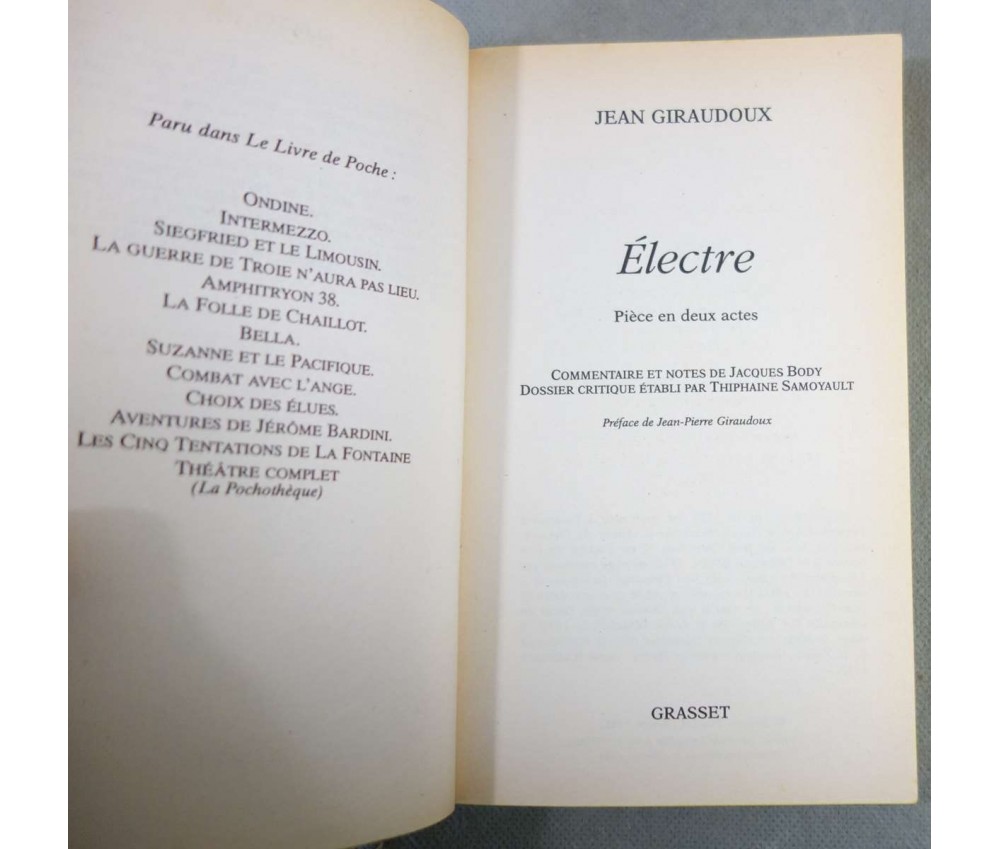 Paru dans Le Livre de Poche :
ONDINE.
INTERMEZZO.
SIEGFRIED ET LE LIMOUSIN.
LA GUERRE DE TROIE N'AURA PAS LIEU.
AMPHITRYON 38.
LA FOLLE DE CHAILLOT.
BELLA.
SUZANNE ET LE PACIFIQUE.
COMBAT AVEC L'ANGE.
CHOIX DES ÉLUES.
AVENTURES DE JÉRÔME BARDINI.
LES CINQ TENTATIONS DE LA FONTAINE
THÉÂTRE COMPLET
(La Pochothèque)
JEAN GIRAUDOUX
Électre
Pièce en deux actes
COMMENTAIRE ET NOTES DE JACQUES BODY
DOSSIER CRITIQUE ÉTABLI PAR THIPHAINE SAMOYAULT
Préface de Jean-Pierre Giraudoux
GRASSET